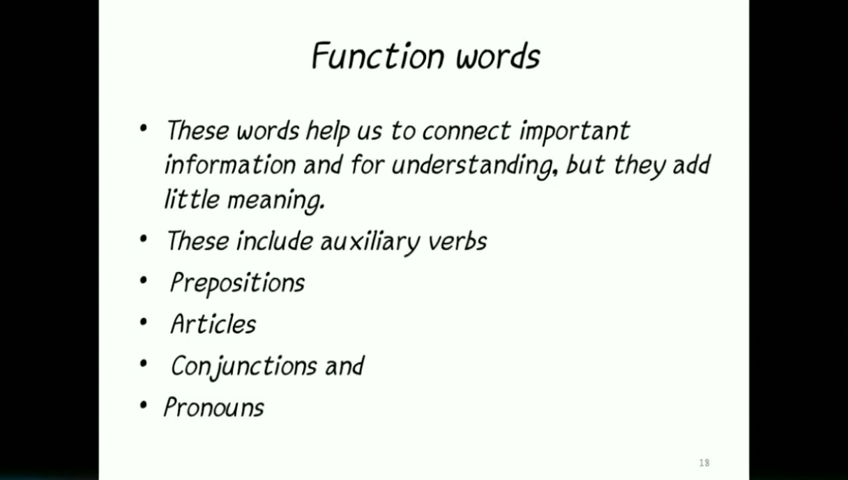 Function words
• These words help us to connect important
information and for understanding, but they add
little meaning.
• These include auxiliary verbs
• Prepositions
• Articles
• Conjunctions and
• Pronouns
18